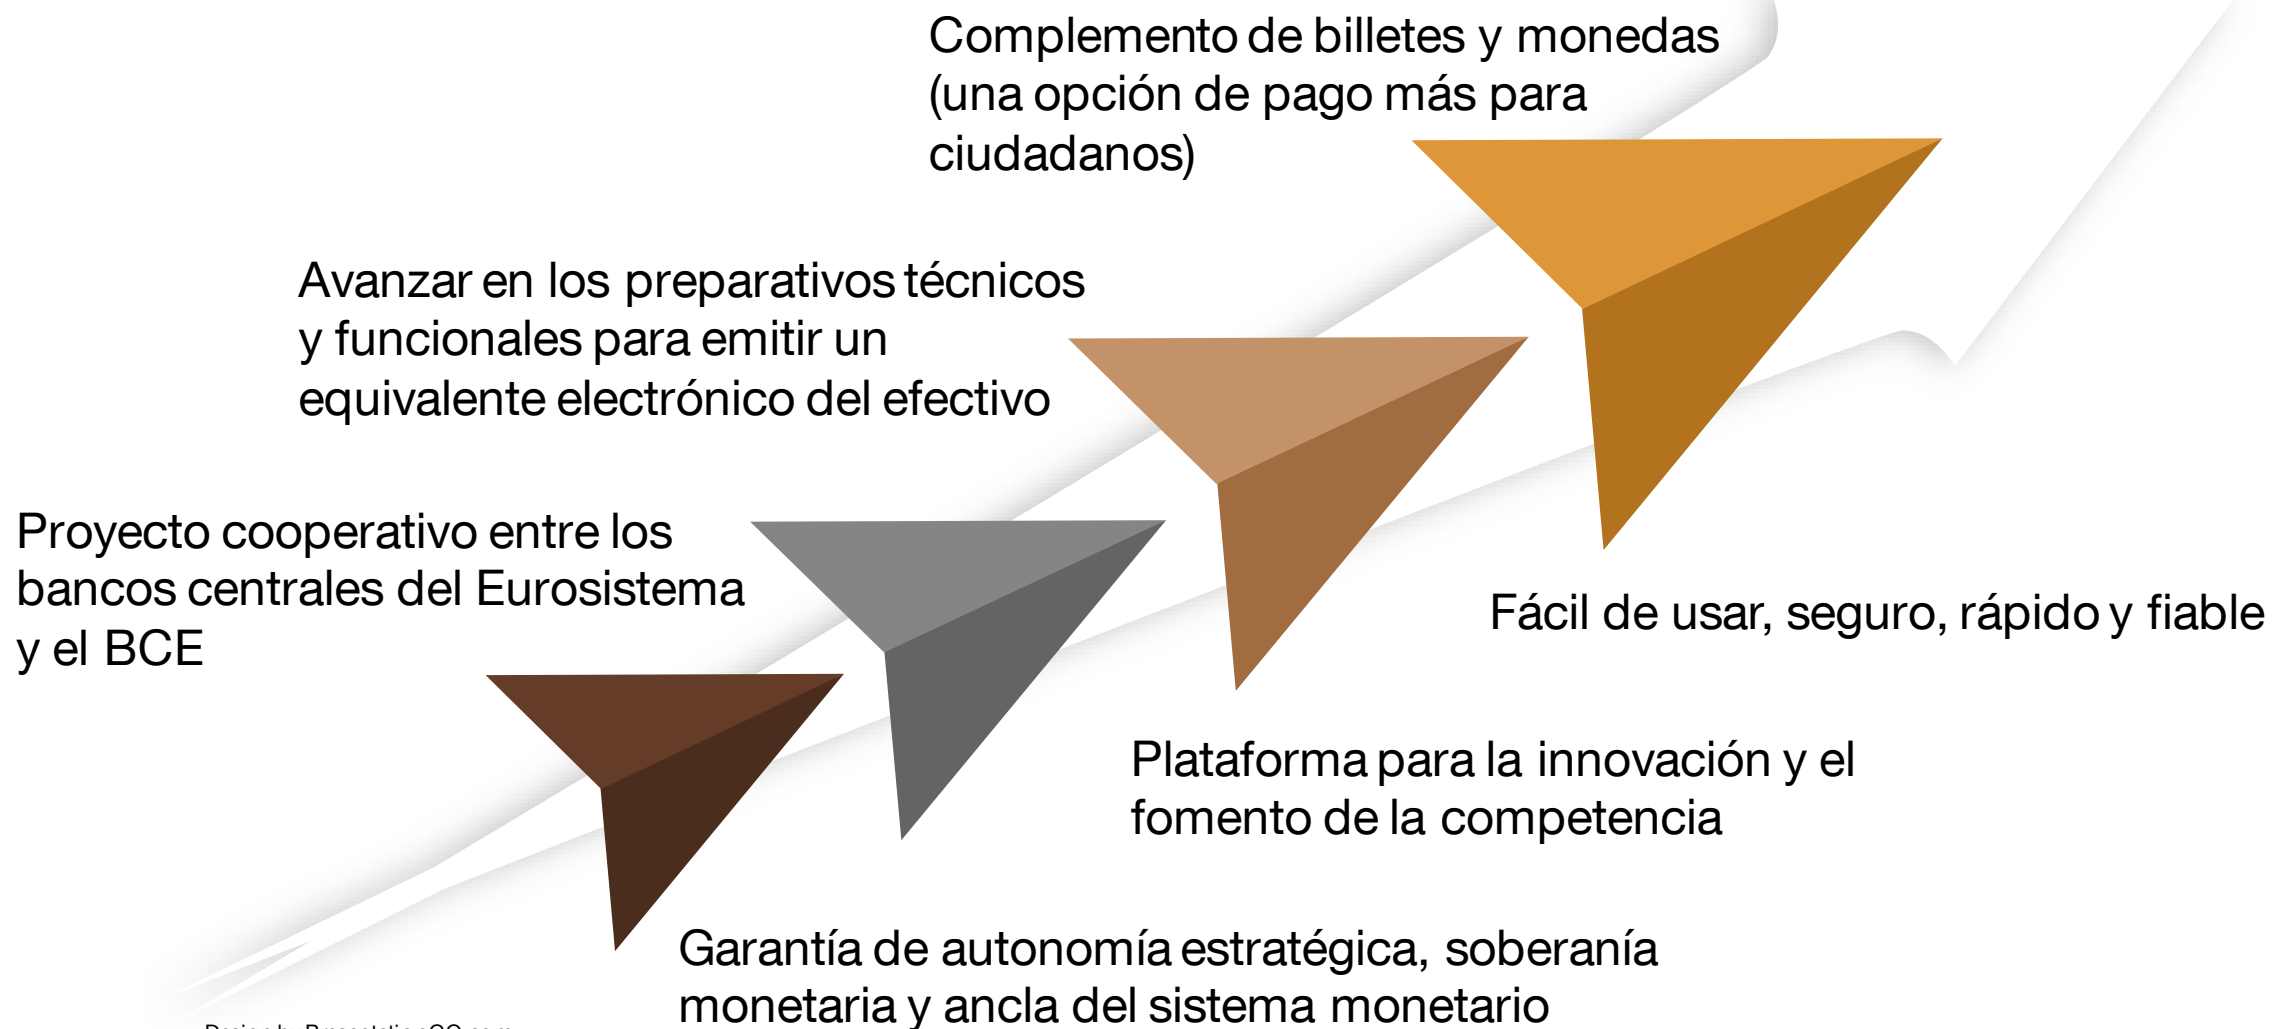 Complemento de billetes y monedas
(una opción de pago más para
ciudadanos)
Avanzar en los preparativos técnicos
y funcionales para emitir un
equivalente electrónico del efectivo
Proyecto cooperativo entre los
bancos centrales del Eurosistema
y el BCE
Fácil de usar, seguro, rápido y fiable
Plataforma para la innovación y el
fomento de la competencia
Garantía de autonomía estratégica, soberanía
monetaria y ancla del sistema monetario